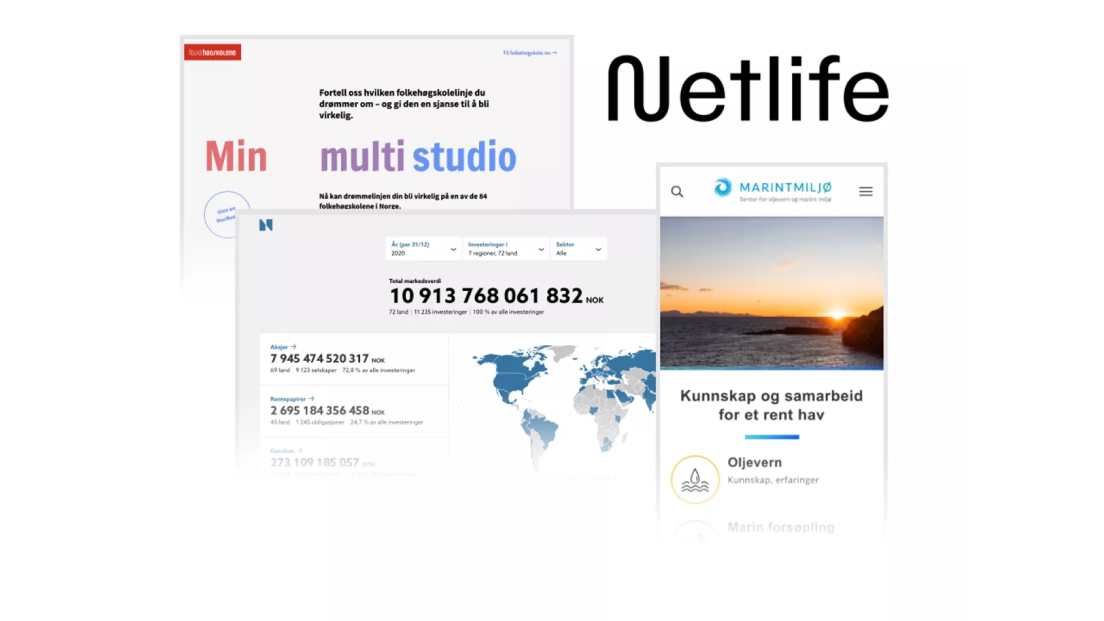 folkehøgskolene
Til folkehogskole.no →
Fortell oss hvilken folkehøgskolelinje du
drømmer om – og gi den en sjanse til å bli
virkelig.
Min multi studio
Nå kan drømmelinjen din bli virkelig på en av de 84
folkehøgskolene i Norge.
Vinn en
MacBook
Netlife
År (per 31/12)
2020
Investeringer i
7 regioner, 72 land
Sektor
Alle
Total markedsverdi
10 913 768 061 832 NOK
72 land | 11 235 investeringer | 100 % av alle investeringer
Aksjer →
7 945 474 520 317 NOK
69 land 9 123 selskaper 72,8 % av alle investeringer
Rentepapirer →
2 695 184 356 458 NOK
45 land 1 245 obligasjoner 24,7 % av alle investeringer
Eiendom →
273 109 185 057 NOK
MARINTMILJØ
Senter for oljevern og marint miljø
Kunnskap og samarbeid
for et rent hav
Oljevern
Kunnskap, erfaringer
Marin forsøpling